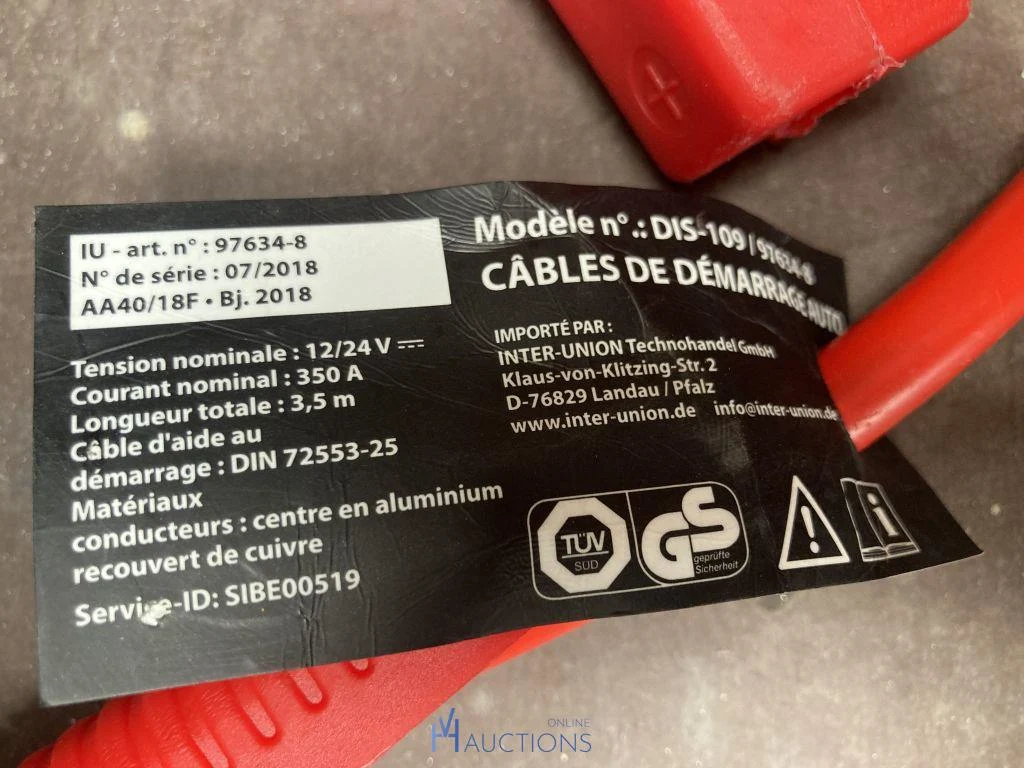 IU - art. n° : 97634-8
N° de série : 07/2018
AA40/18F • Bj. 2018
Tension nominale : 12/24 V
Courant nominal : 350 A
Longueur totale : 3,5 m
Câble d'aide au
démarrage : DIN 72553-25
Matériaux
conducteurs : centre en aluminium
recouvert de cuivre
Service-ID: SIBE00519
Modèle n° .: DIS-109 / 97634-8
CÂBLES DE DÉMARRAGE AUTO
IMPORTÉ PAR :
INTER-UNION Technohandel GmbH
Klaus-von-Klitzing-Str. 2
D-76829 Landau / Pfalz
www.inter-union.de info@inter-union.de
TÜV
SÜD
GS
geprüfte
Sicherheit
HV ONLINE
AUCTIONS